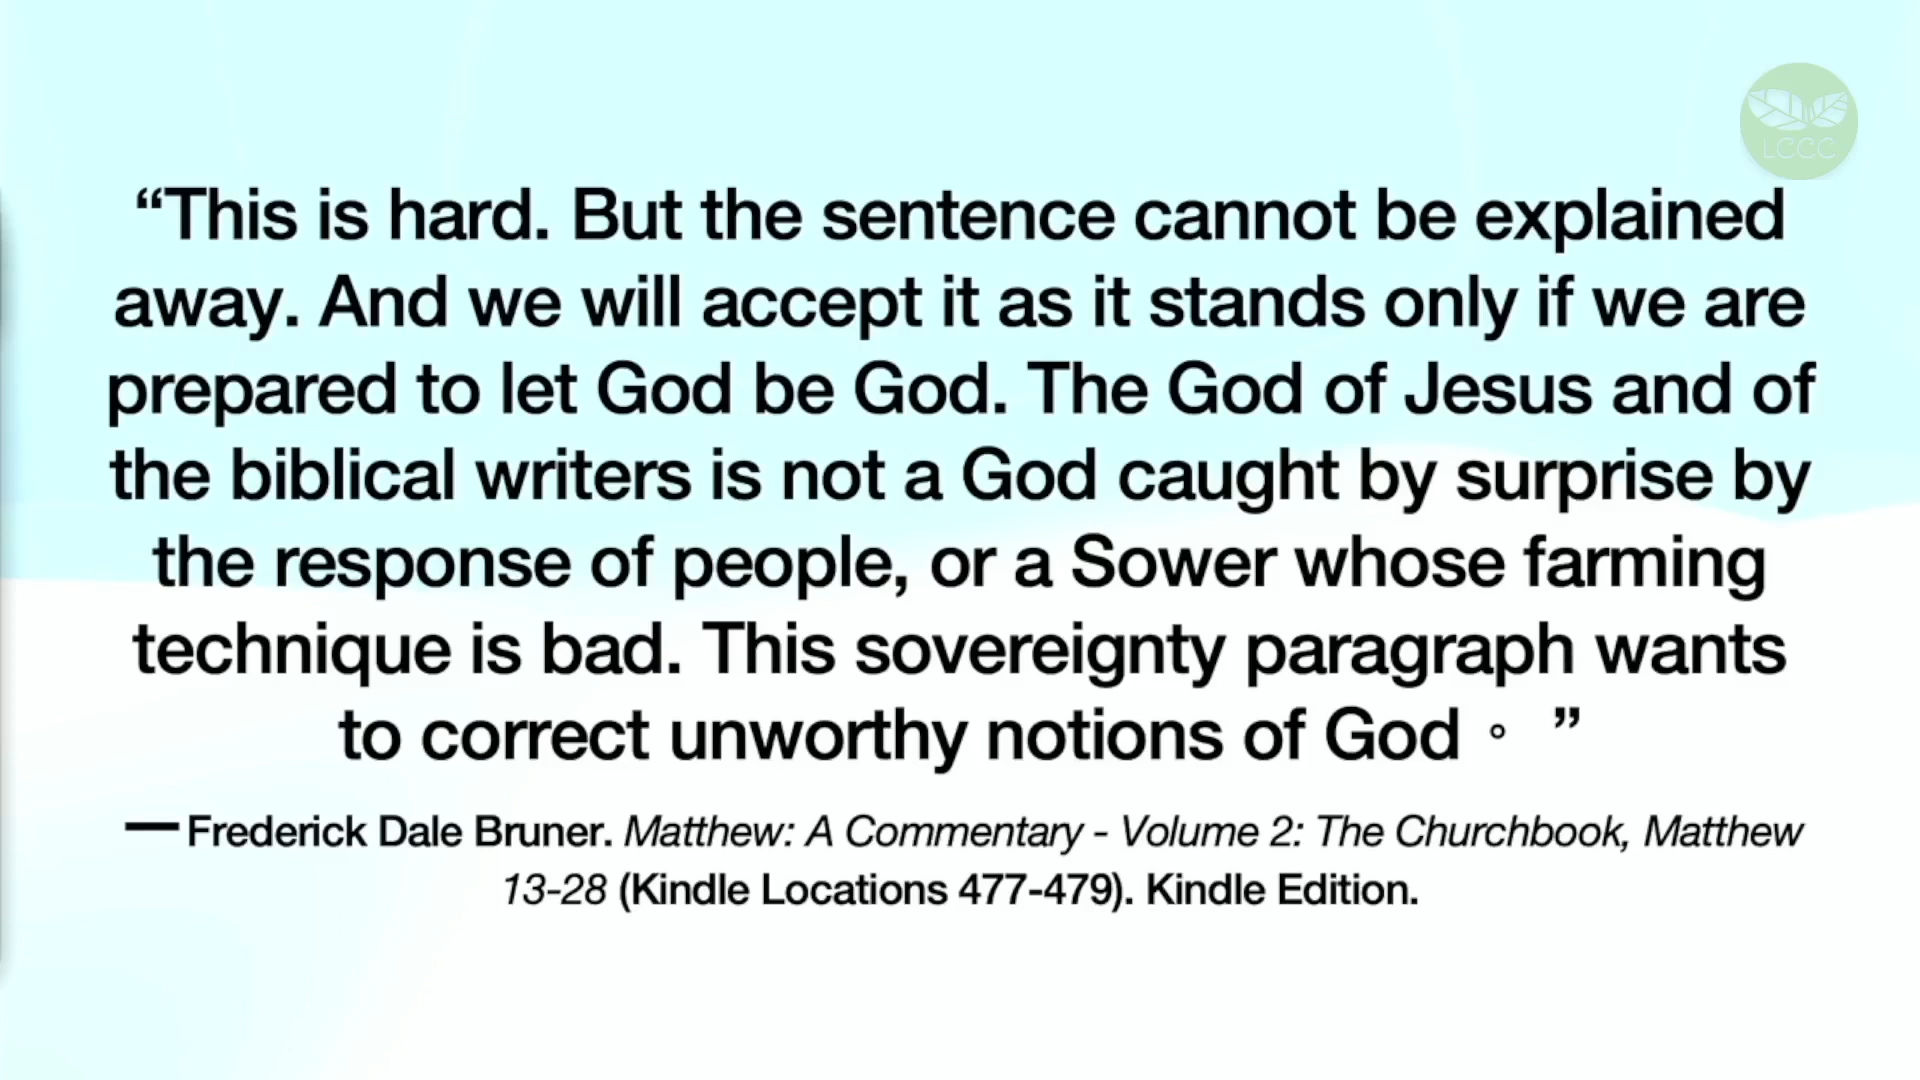 LCCC
“This is hard. But the sentence cannot be explained
away. And we will accept it as it stands only if we are
prepared to let God be God. The God of Jesus and of
the biblical writers is not a God caught by surprise by
the response of people, or a Sower whose farming
technique is bad. This sovereignty paragraph wants
to correct unworthy notions of God。”
—Frederick Dale Bruner. Matthew: A Commentary - Volume 2: The Churchbook, Matthew
13-28 (Kindle Locations 477-479). Kindle Edition.